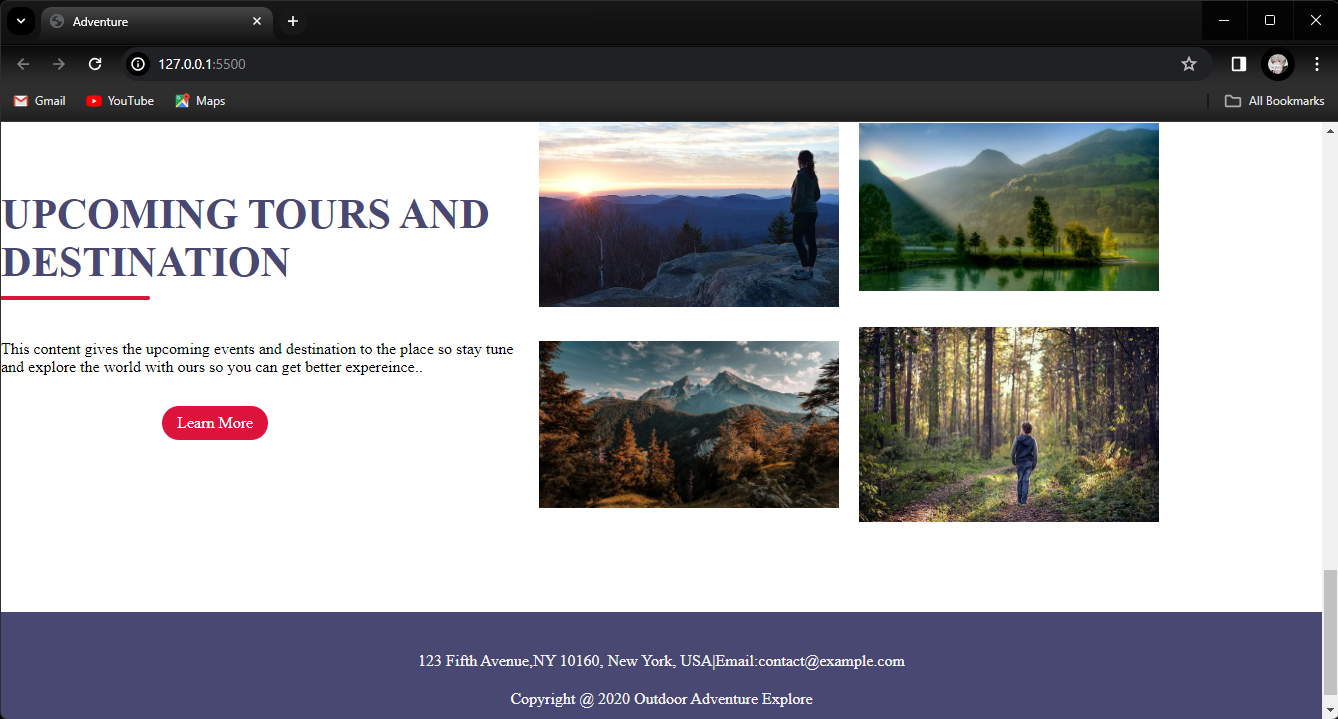 Adventure
127.0.0.1:5500
Gmail
YouTube
Maps
All Bookmarks
UPCOMING TOURS AND
DESTINATION
This content gives the upcoming events and destination to the place so stay tune
and explore the world with ours so you can get better expereince..
Learn More
123 Fifth Avenue,NY 10160, New York, USA|Email:contact@example.com
Copyright @ 2020 Outdoor Adventure Explore